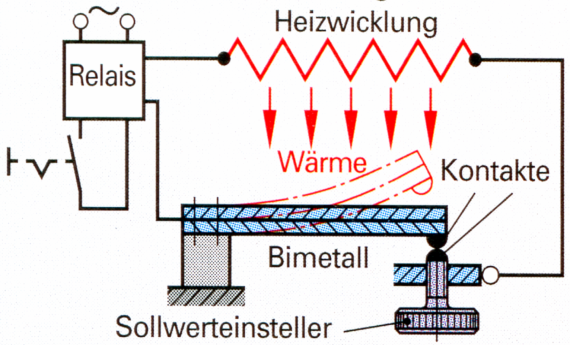 Heizwicklung
Relais
Wärme
Kontakte
Bimetall
Sollwerteinsteller